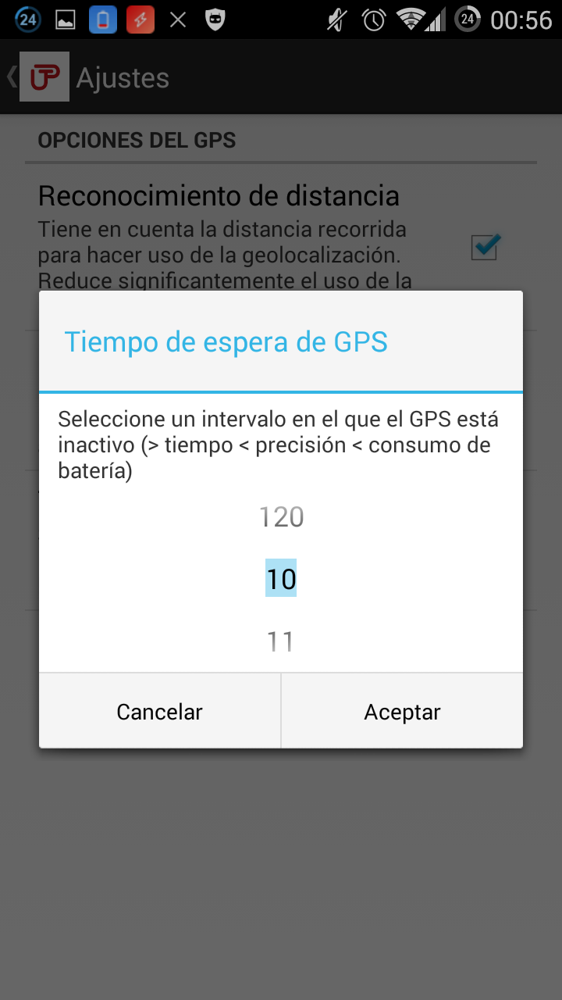 24
24 00:56
Ajustes
OPCIONES DEL GPS
Reconocimiento de distancia
Tiene en cuenta la distancia recorrida
para hacer uso de la geolocalización.
Reduce significantemente el uso de la
Tiempo de espera de GPS
Seleccione un intervalo en el que el GPS está
inactivo (> tiempo < precisión < consumo de
batería)
120
10
11
Cancelar Aceptar